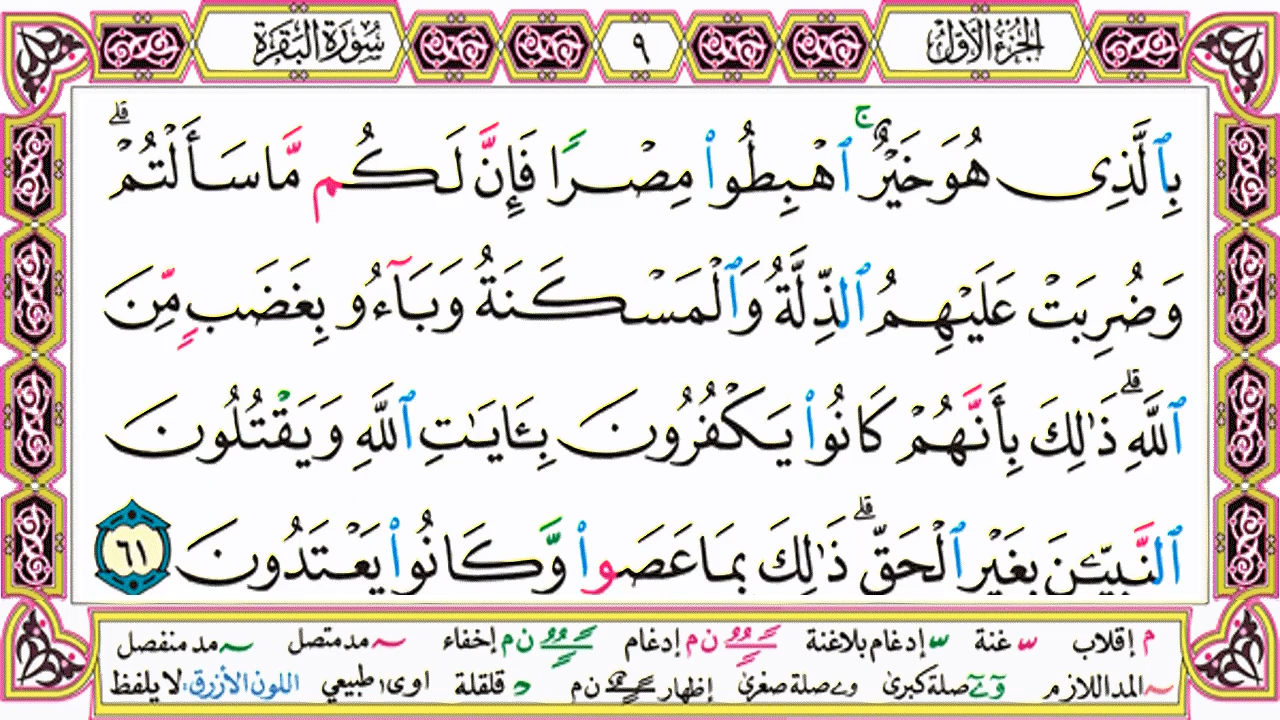 الجزء الأول
٩
سورة البقرة
بِٱلَّذِى هُوَ خَيْرٌ ۚ ٱهْبِطُوا۟ مِصْرًا فَإِنَّ لَكُم مَّا سَأَلْتُمْ ۗ
وَضُرِبَتْ عَلَيْهِمُ ٱلذِّلَّةُ وَٱلْمَسْكَنَةُ وَبَآءُو بِغَضَبٍ مِّنَ
ٱللَّهِ ۗ ذَٰلِكَ بِأَنَّهُمْ كَانُوا۟ يَكْفُرُونَ بِـَٔايَـٰتِ ٱللَّهِ وَيَقْتُلُونَ
ٱلنَّبِيِّـۧنَ بِغَيْرِ ٱلْحَقِّ ۗ ذَٰلِكَ بِمَا عَصَوا۟ وَّكَانُوا۟ يَعْتَدُونَ ٦١
م إقلاب غنة إدغام بلاغنة ن م إدغام ن م إخفاء مد متصل مد منفصل
المد اللازم صلة كبرى وے صلة صغرى إظهار ن م د قلقلة اوى طبيعي اللون الأزرق: لا يلفظ